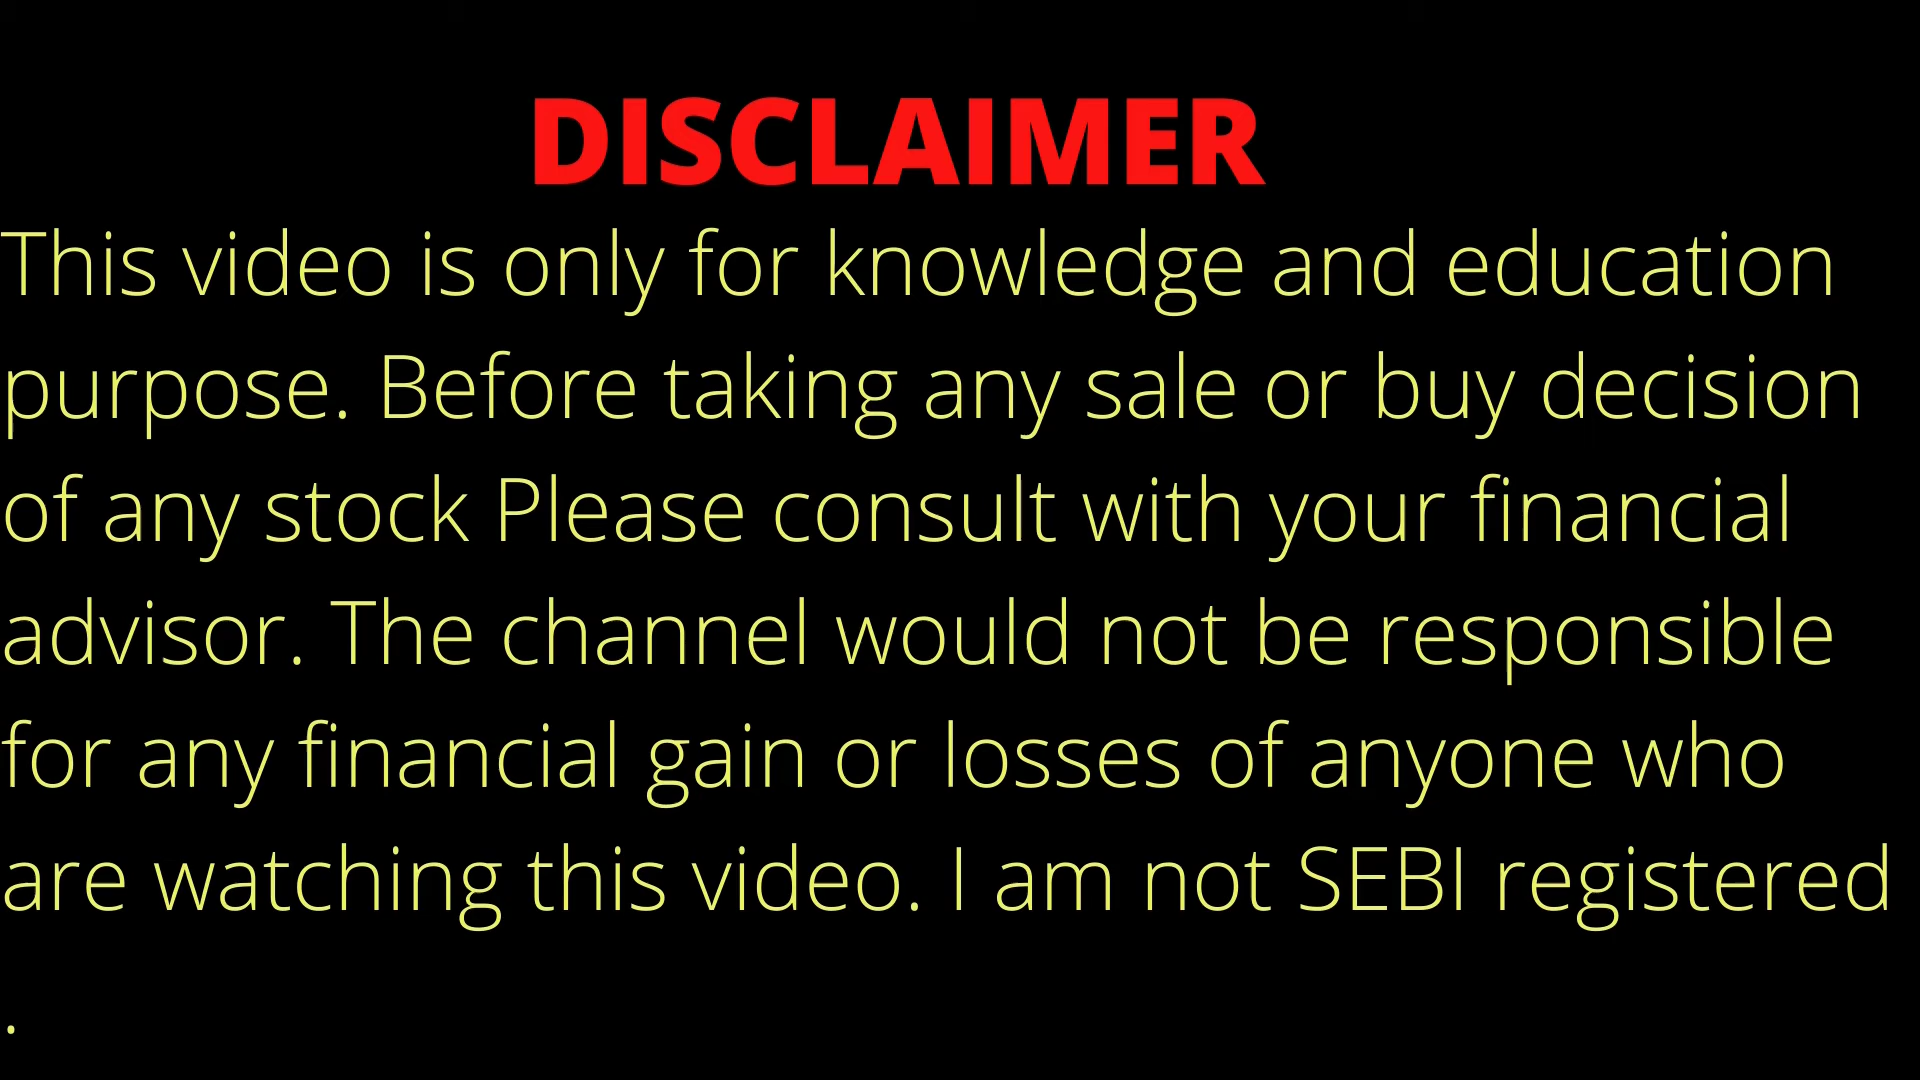 DISCLAIMER
This video is only for knowledge and education
purpose. Before taking any sale or buy decision
of any stock Please consult with your financial
advisor. The channel would not be responsible
for any financial gain or losses of anyone who
are watching this video. I am not SEBI registered
.